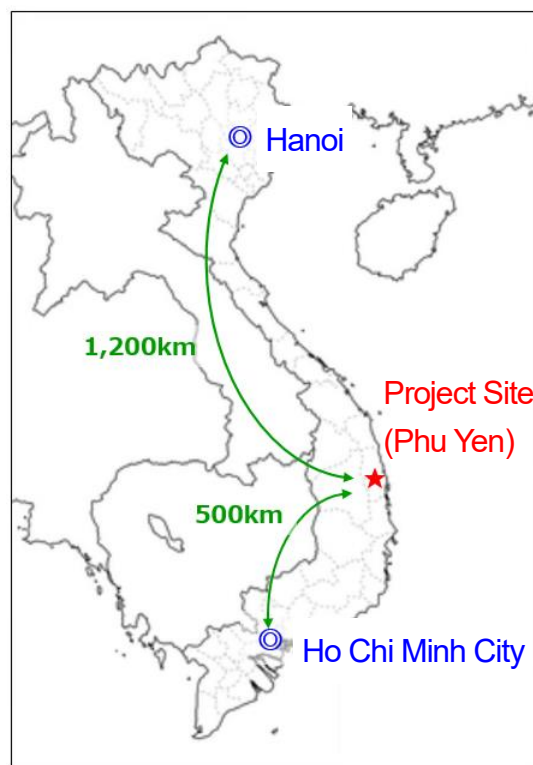 Hanoi
1,200km
Project Site
(Phu Yen)
500km
Ho Chi Minh City